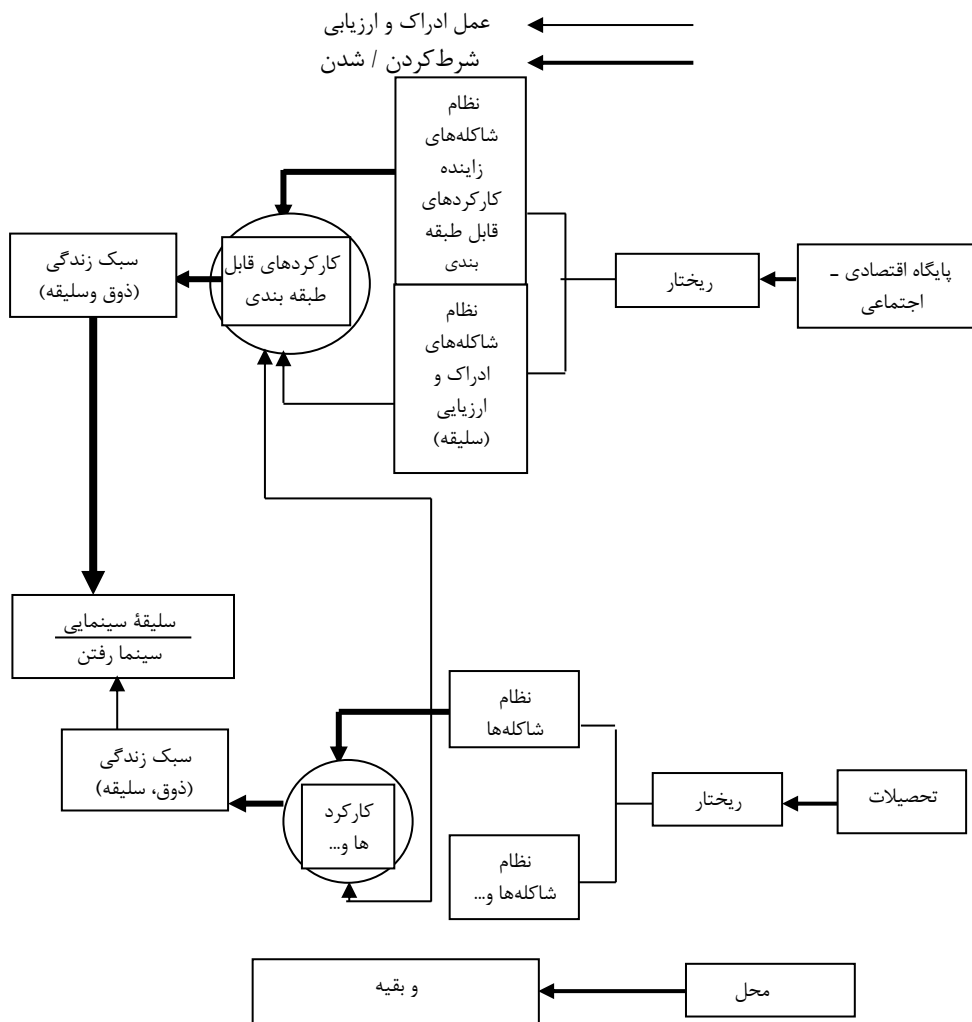 عمل ادراک و ارزیابی
شرط‌کردن / شدن
نظام
شاکله‌های
زاینده
کارکردهای
قابل طبقه
بندی
پایگاه اقتصادی –
اجتماعی
ریختار
کارکردهای قابل
طبقه بندی
سبک زندگی
(ذوق وسلیقه)
نظام
شاکله‌های
ادراک و
ارزیابی
(سلیقه)
سلیقۀ سینمایی
سینما رفتن
نظام
شاکله‌ها
سبک زندگی
(ذوق، سلیقه)
تحصیلات
ریختار
کارکرد
ها و...
نظام
شاکله‌ها و...
محل
و بقیه